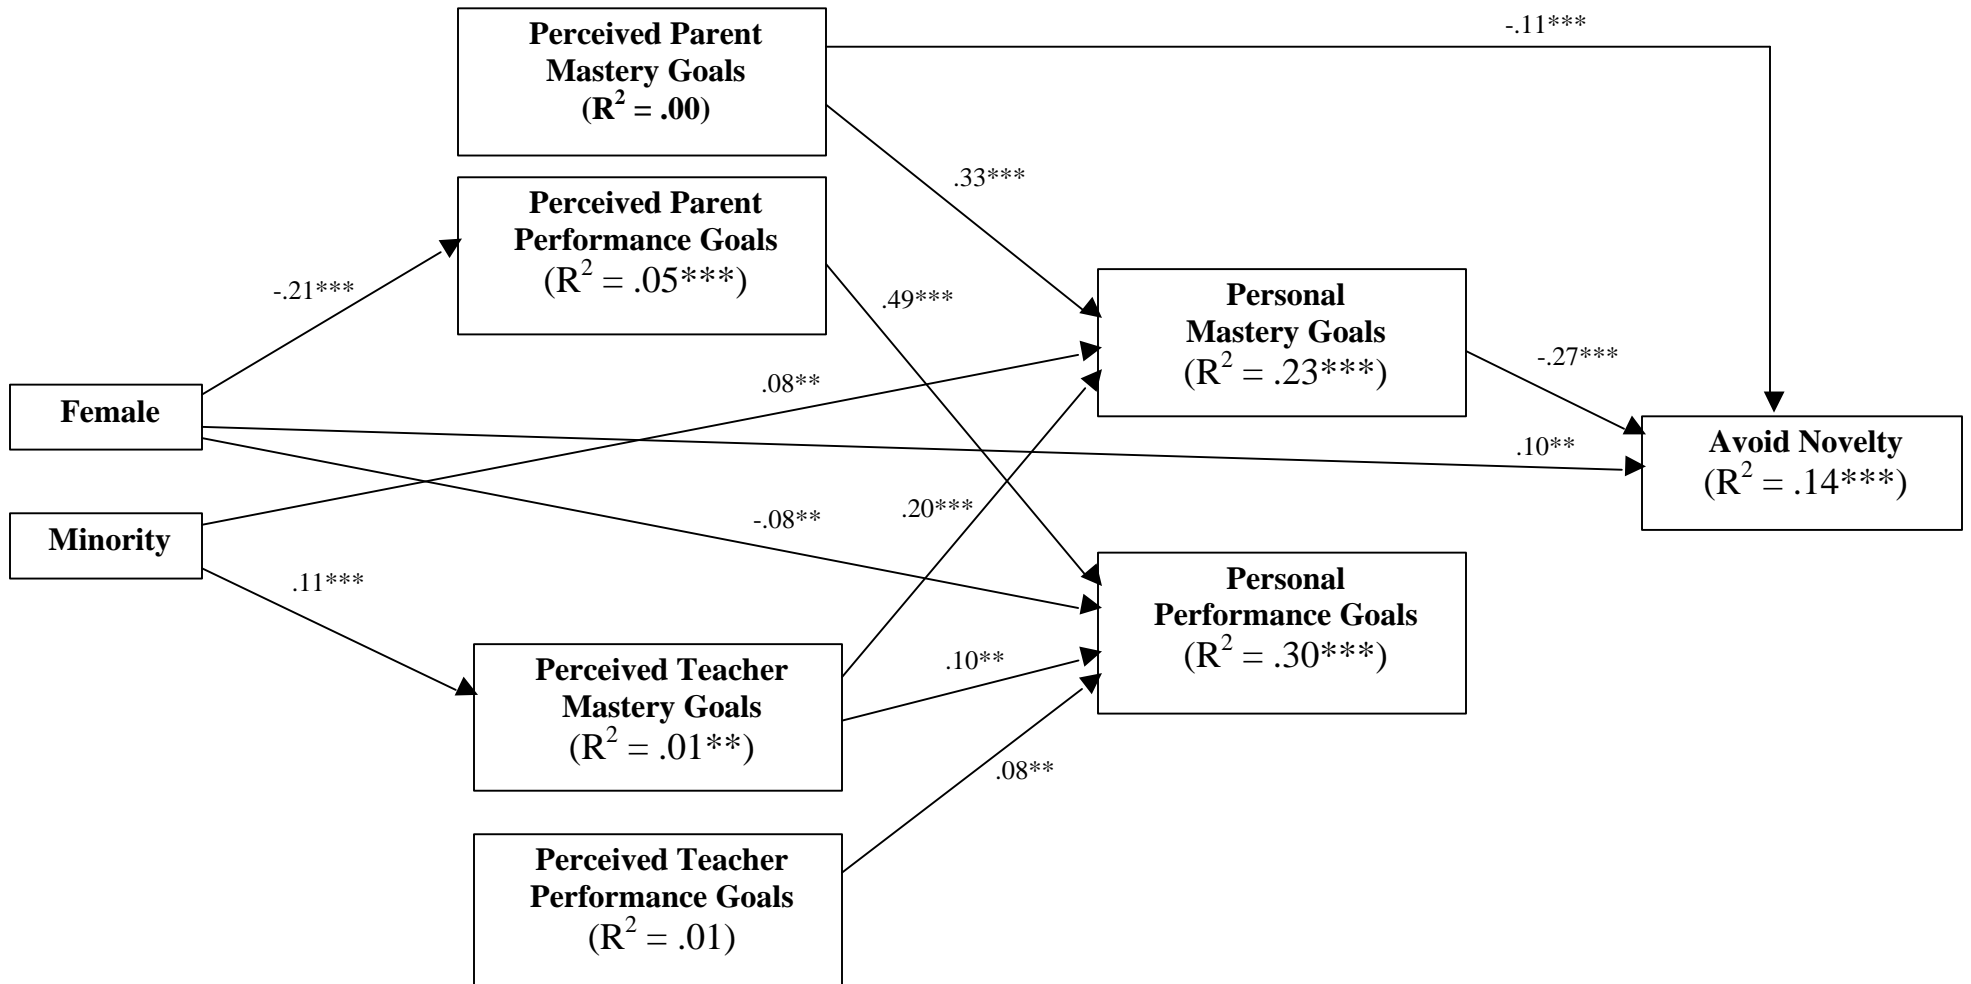 Perceived Parent
Mastery Goals
(R² = .00)
-.11***
.33***
Perceived Parent
Performance Goals
(R² = .05***)
-.21***
.49***
Personal
Mastery Goals
(R² = .23***)
-.27***
Female
.08**
Avoid Novelty
(R² = .14***)
.10**
Minority
-.08**
.20***
.11***
Personal
Performance Goals
(R² = .30***)
Perceived Teacher
Mastery Goals
(R² = .01**)
.10**
.08**
Perceived Teacher
Performance Goals
(R² = .01)